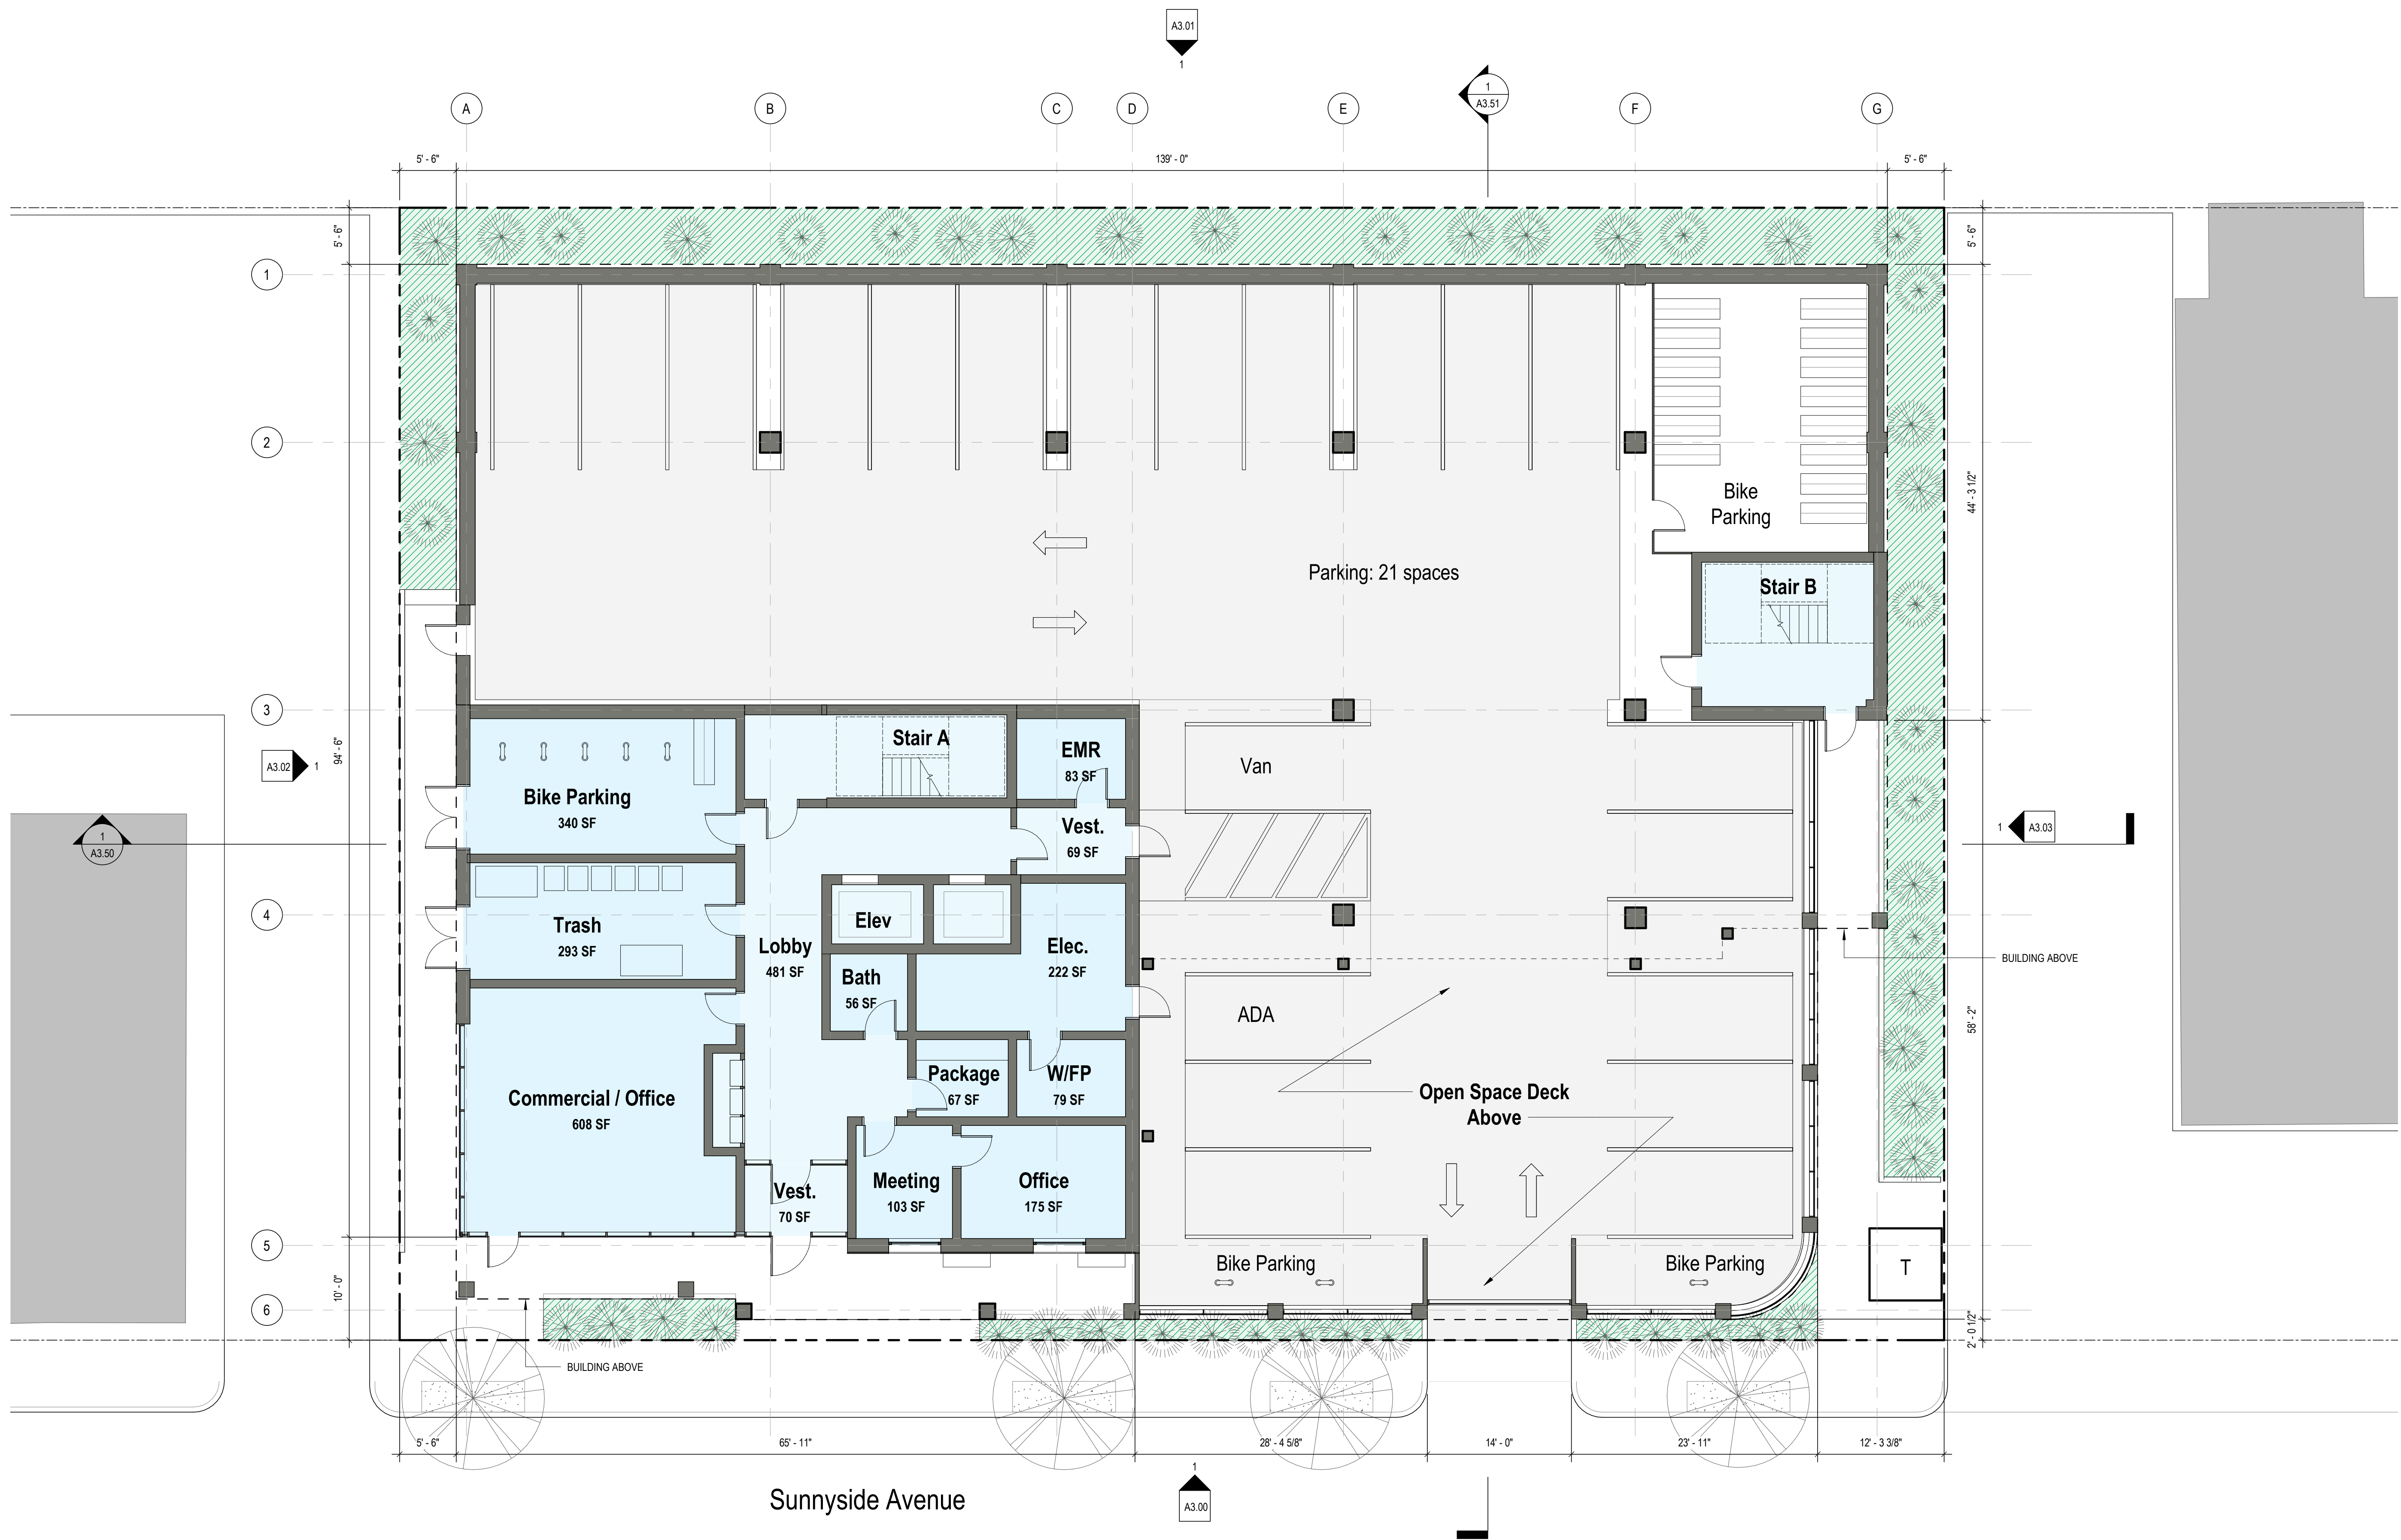 A3.01
1
1
A3.51
A
B
C
D
E
F
G
5' - 6"
139' - 0"
5' - 6"
5' - 6"
5' - 6"
1
2
3
4
5
6
Bike
Parking
44' - 3 1/2"
Parking: 21 spaces
Stair B
94' - 6"
A3.02
1
Stair A
EMR
83 SF
Van
Bike Parking
340 SF
Vest.
69 SF
1
A3.03
1
A3.50
Elev
Trash
293 SF
Lobby
481 SF
Elec.
222 SF
BUILDING ABOVE
Bath
56 SF
ADA
58' - 2"
Commercial / Office
608 SF
Package
67 SF
W/FP
79 SF
Open Space Deck
Above
Vest.
70 SF
Meeting
103 SF
Office
175 SF
Bike Parking
Bike Parking
T
10' - 0"
2' - 0 1/2"
BUILDING ABOVE
5' - 6"
65' - 11"
28' - 4 5/8"
14' - 0"
23' - 11"
12' - 3 3/8"
Sunnyside Avenue
1
A3.00